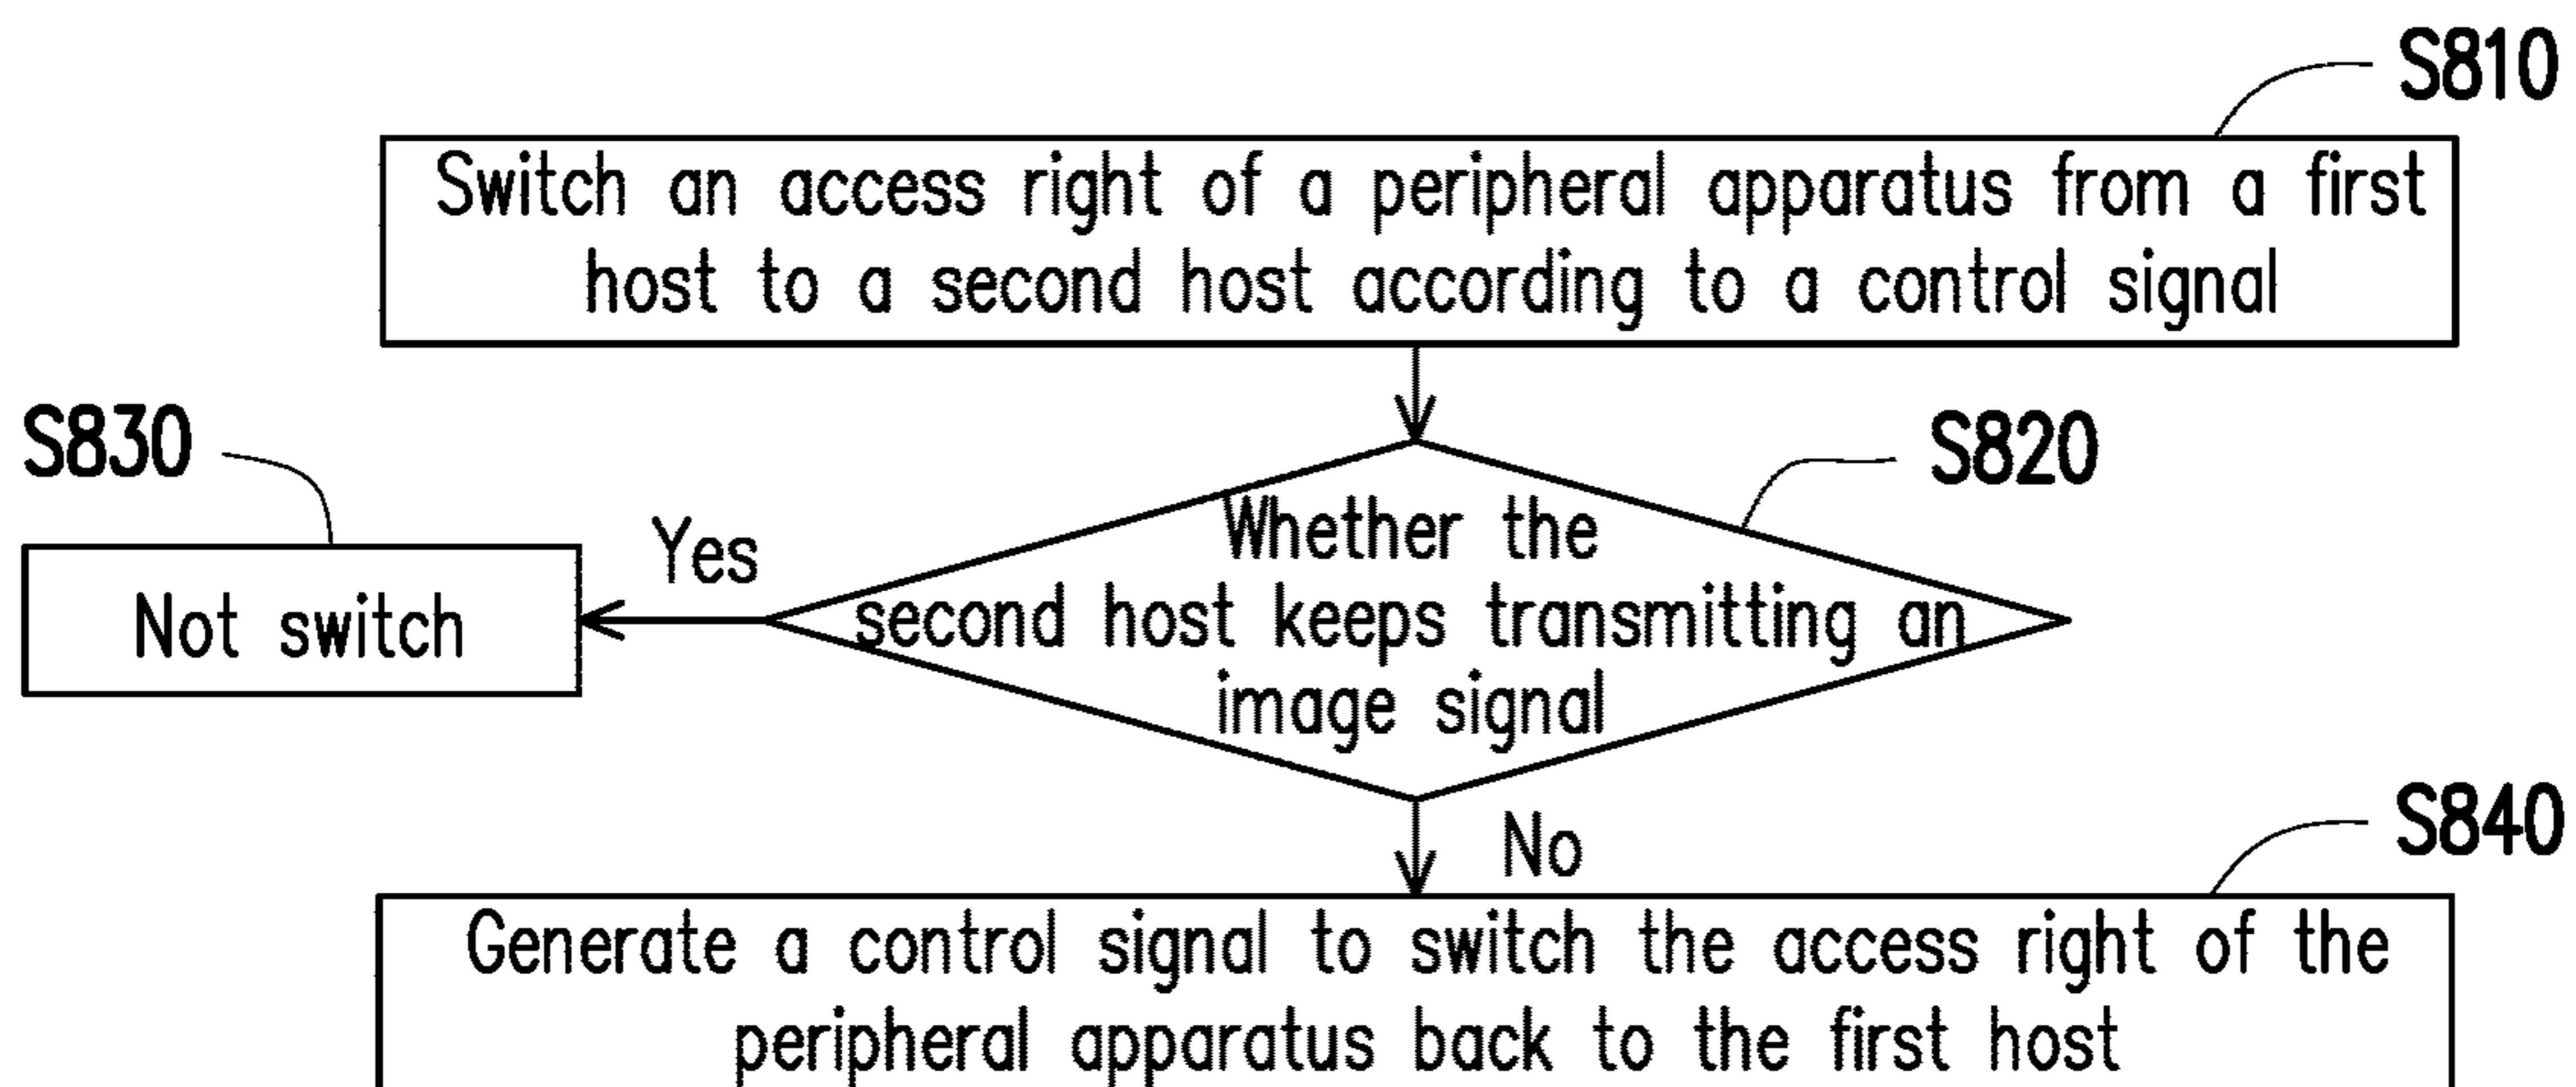 S810
Switch an access right of a peripheral apparatus from a first
host to a second host according to a control signal
S830
S820
Whether the
second host keeps transmitting an
image signal
Yes
Not switch
No
S840
Generate a control signal to switch the access right of the
peripheral apparatus back to the first host